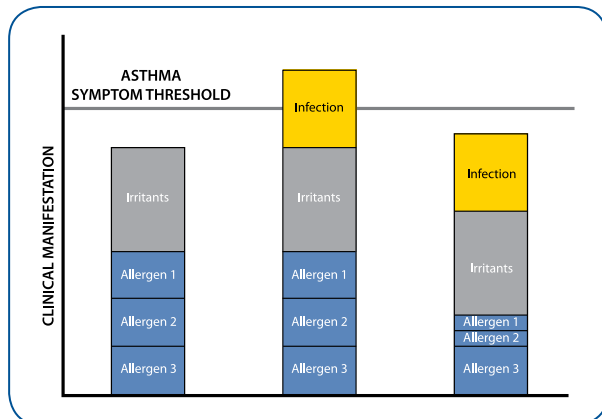 ASTHMA
SYMPTOM THRESHOLD
CLINICAL MANIFESTATION
Irritants
Allergen 1
Allergen 2
Allergen 3
Infection
Irritants
Allergen 1
Allergen 2
Allergen 3
Infection
Irritants
Allergen 1
Allergen 2
Allergen 3